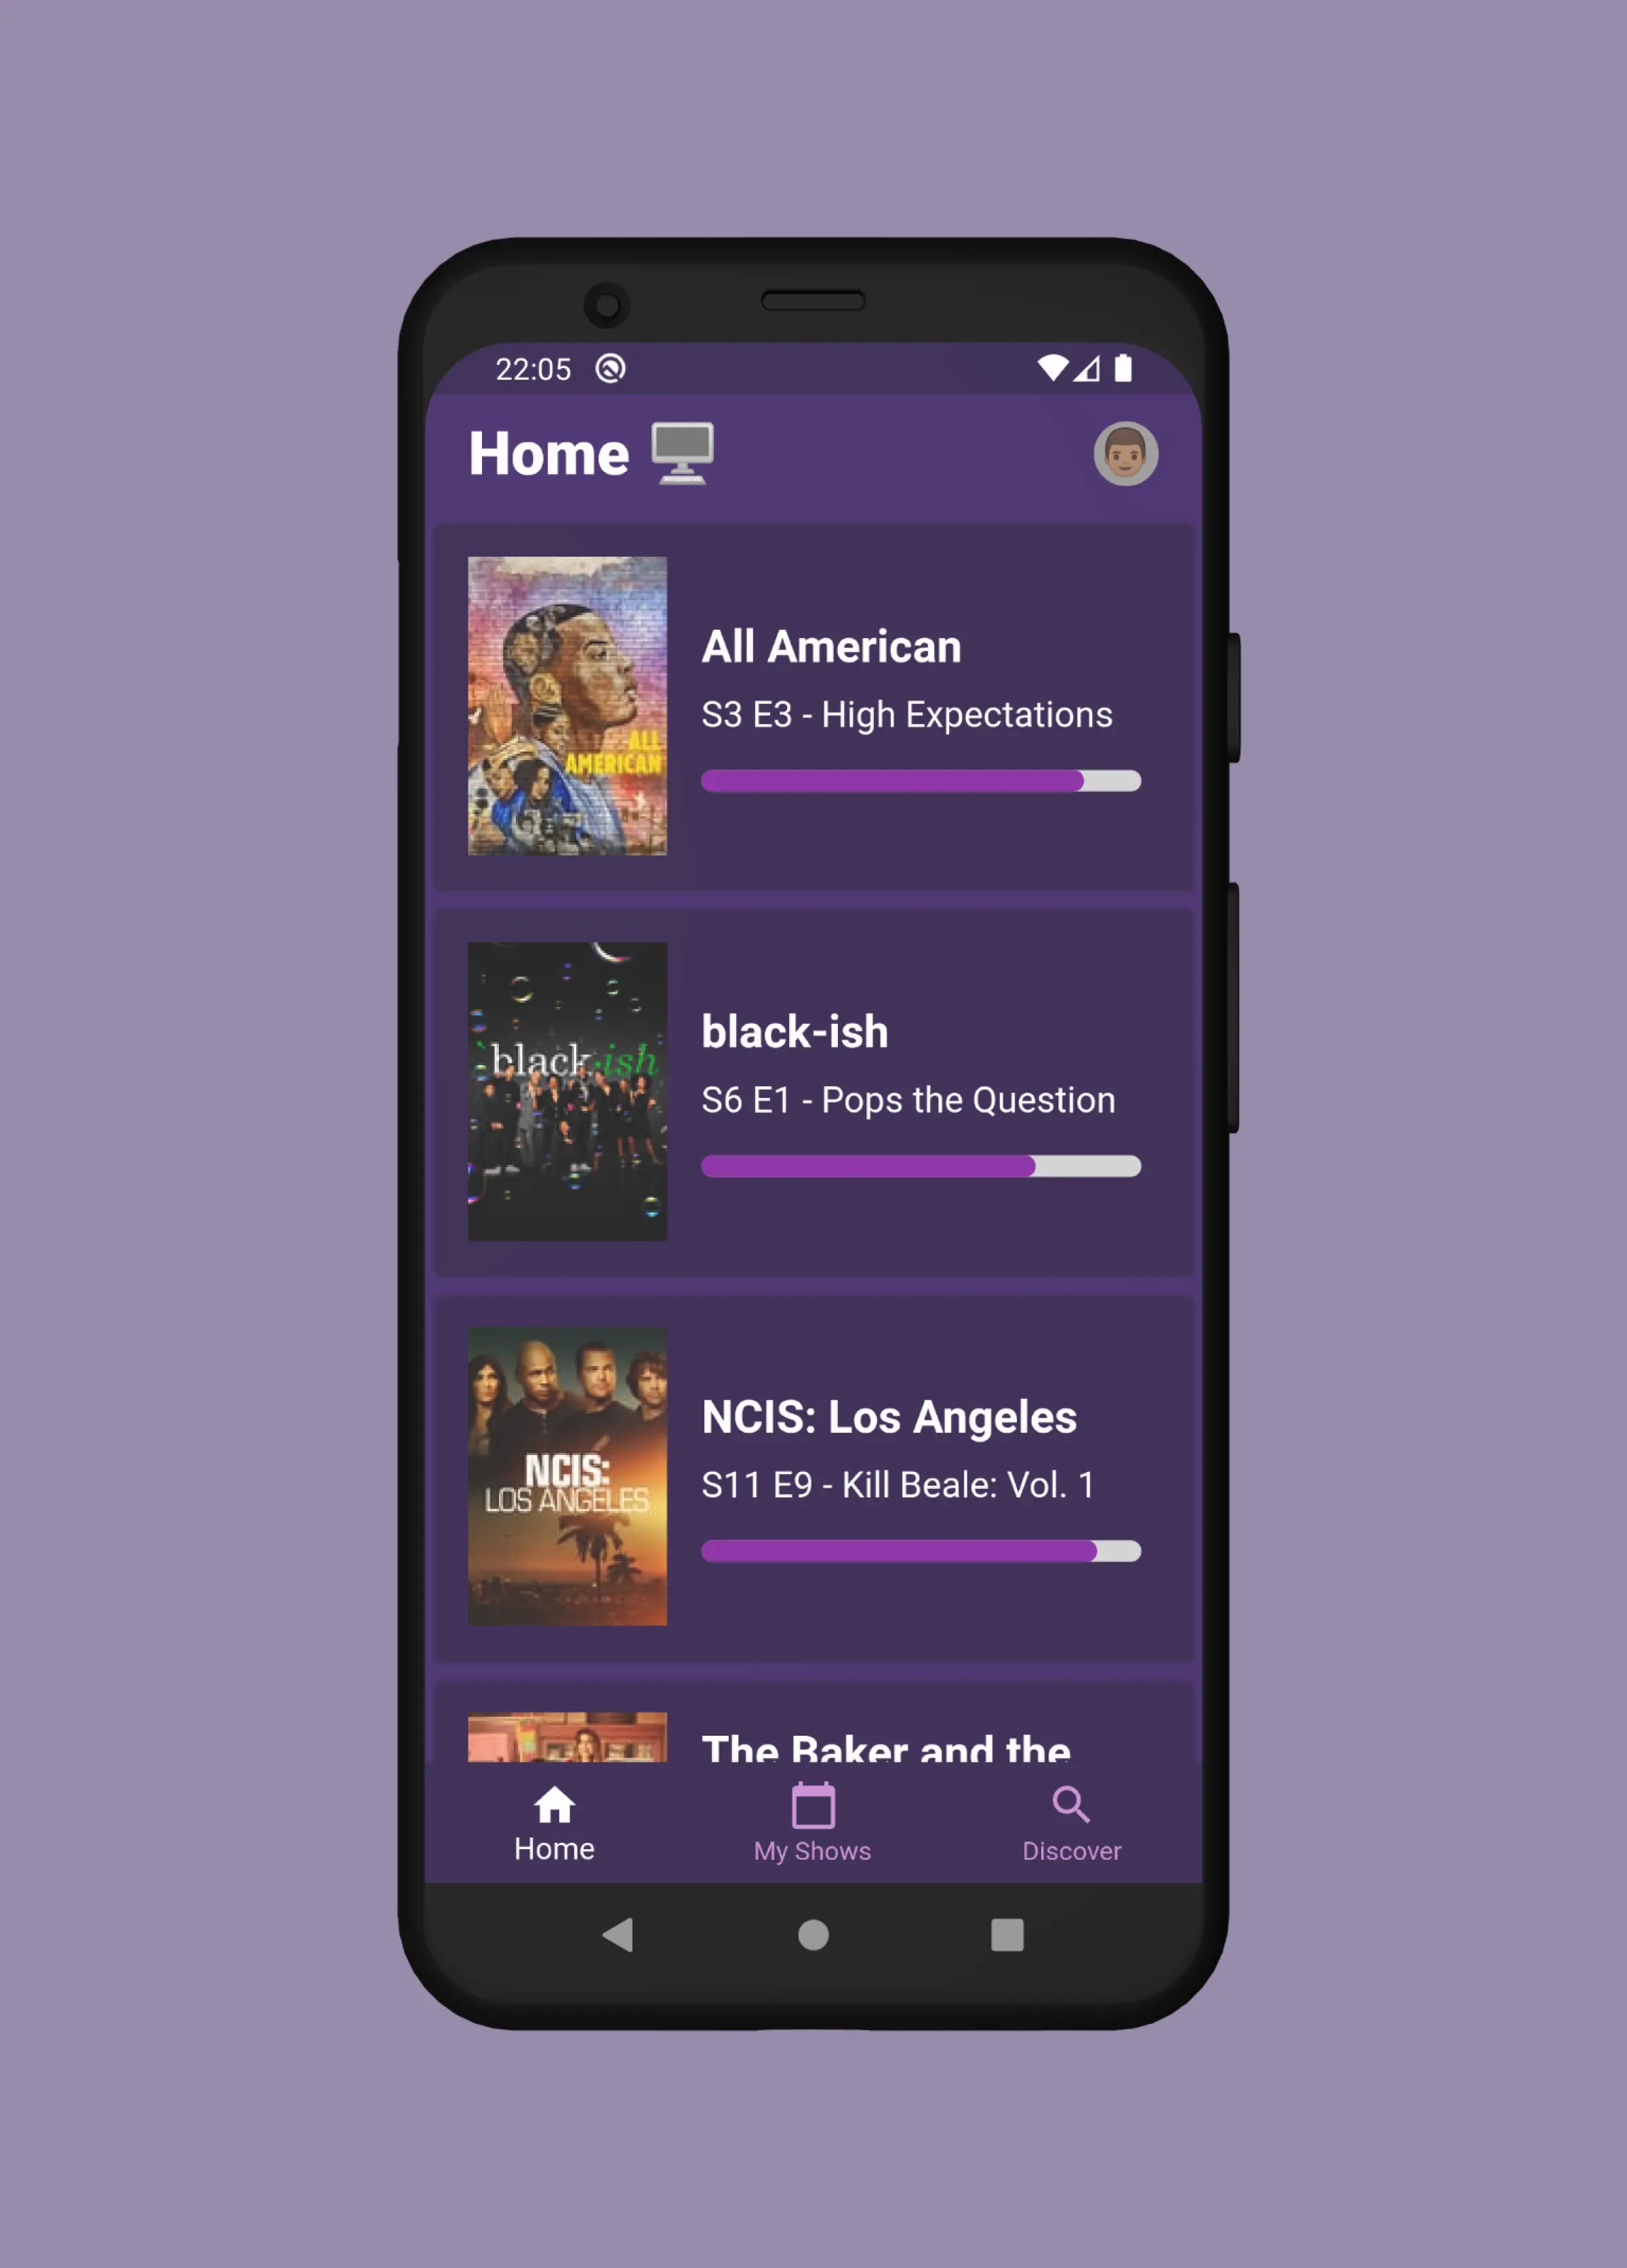 22:05
Home
ALL
AMERICAN
All American
S3 E3 - High Expectations
`black·ish
black-ish
S6 E1 - Pops the Question
NCIS:
LOS ANGELES
NCIS: Los Angeles
S11 E9 - Kill Beale: Vol. 1
The Baker and the
Home
My Shows
Discover